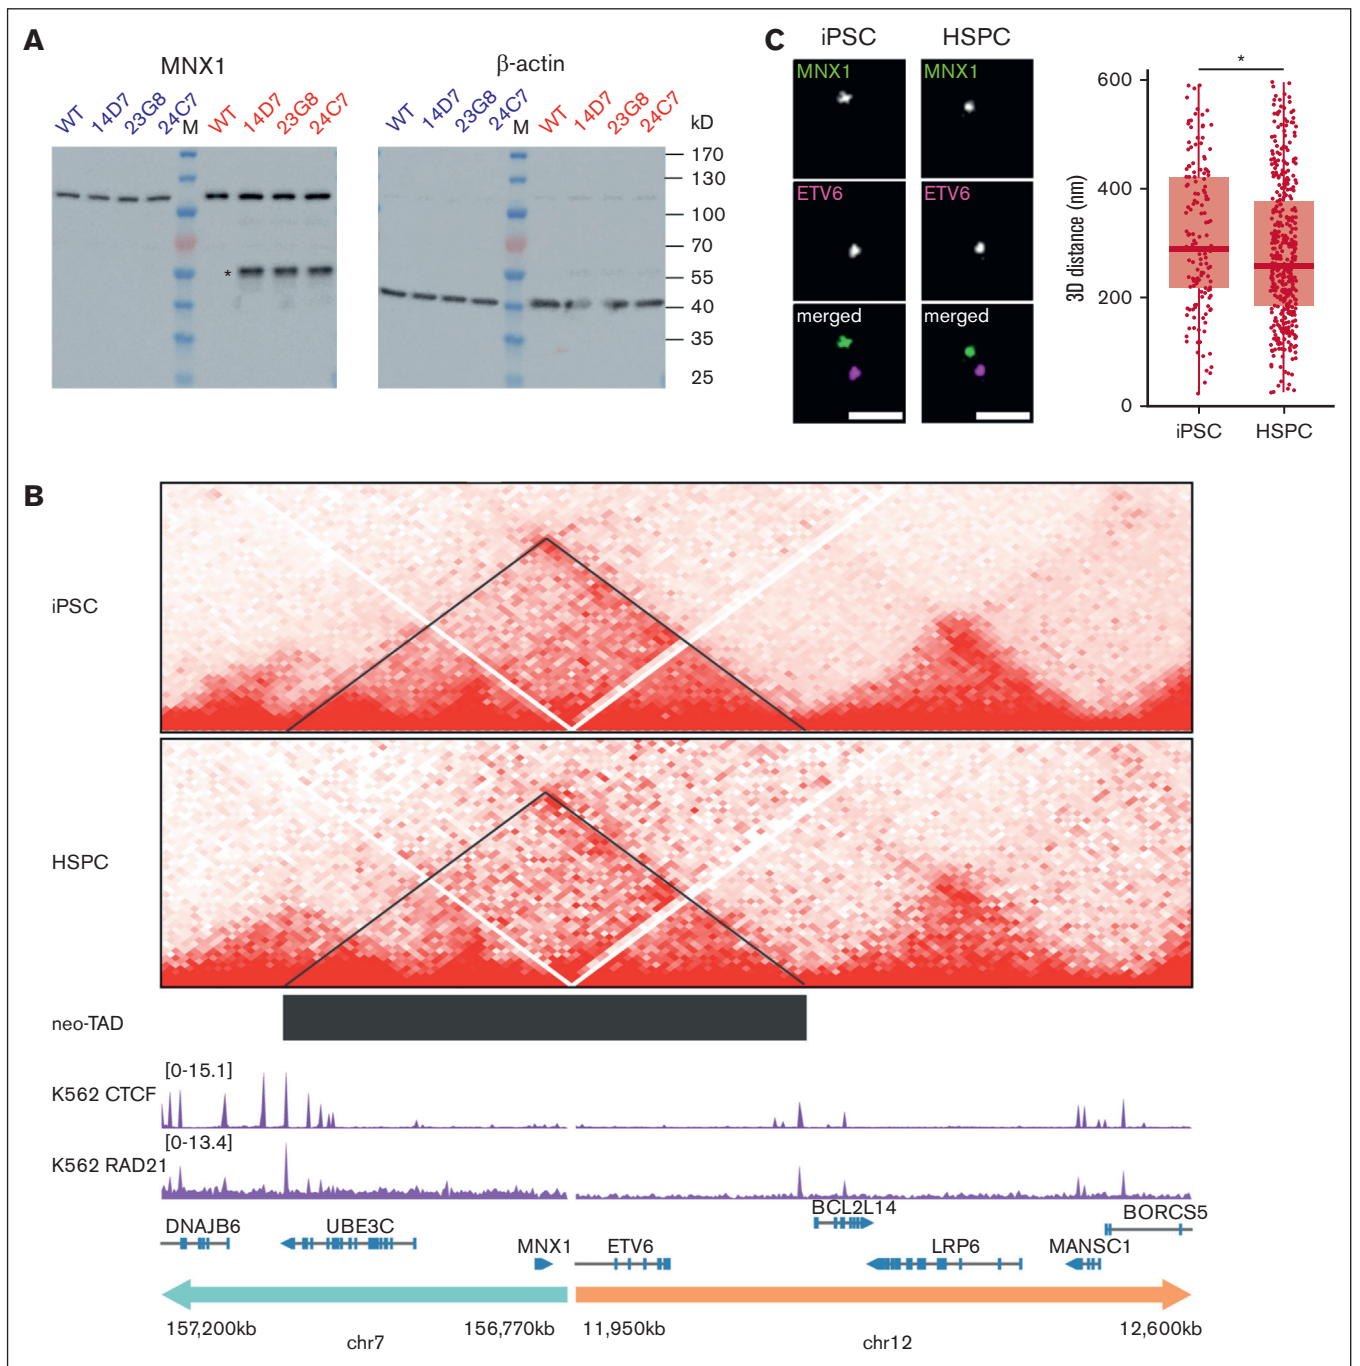 A
MNX1
β-actin
WT 14D7 23G8 24C7 M WT 14D7 23G8 24C7
WT 14D7 23G8 24C7 M WT 14D7 23G8 24C7
kD
170
130
100
70
55
40
35
25
*
C
iPSC HSPC
MNX1 MNX1
ETV6 ETV6
merged merged
*
3D distance (nm)
600
400
200
0
iPSC HSPC
B
iPSC
HSPC
neo-TAD
[0-15.1]
K562 CTCF
[0-13.4]
K562 RAD21
DNAJB6 UBE3C MNX1 ETV6 BCL2L14 LRP6 MANSC1 BORCS5
157,200kb 156,770kb 11,950kb 12,600kb
chr7 chr12